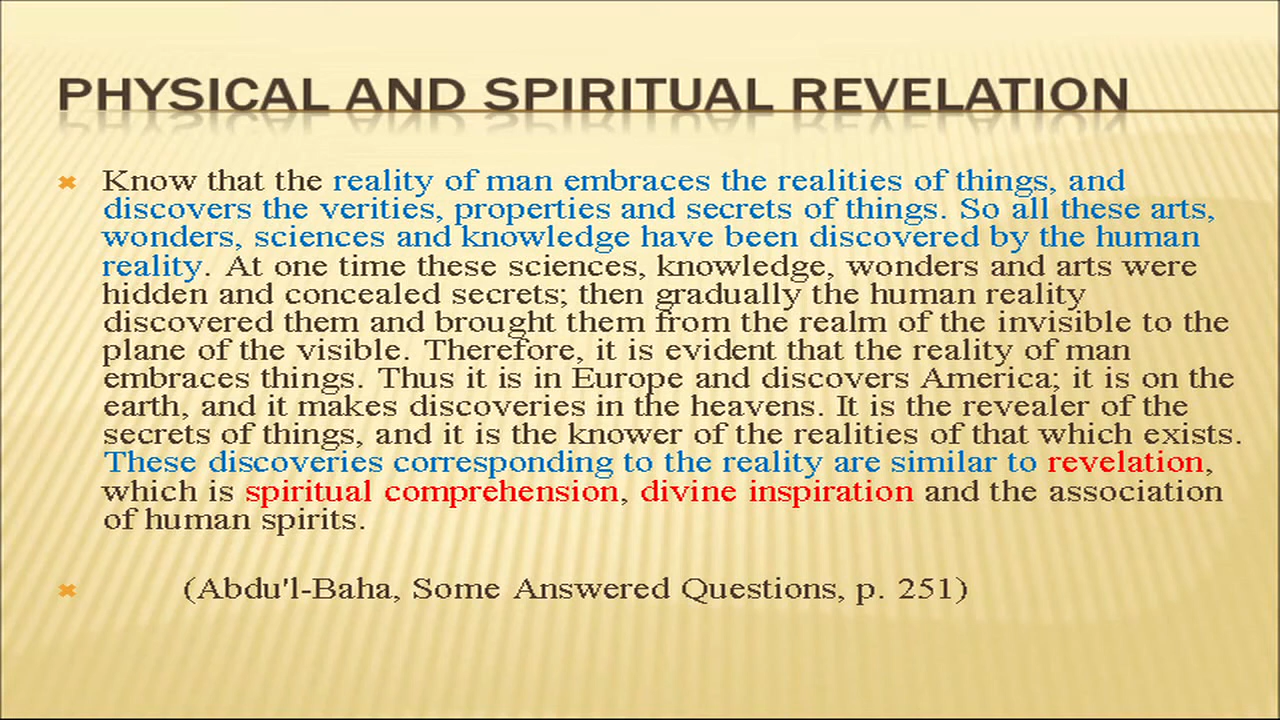 PHYSICAL AND SPIRITUAL REVELATION
Know that the reality of man embraces the realities of things, and
discovers the verities, properties and secrets of things. So all these arts,
wonders, sciences and knowledge have been discovered by the human
reality. At one time these sciences, knowledge, wonders and arts were
hidden and concealed secrets; then gradually the human reality
discovered them and brought them from the realm of the invisible to the
plane of the visible. Therefore, it is evident that the reality of man
embraces things. Thus it is in Europe and discovers America; it is on the
earth, and it makes discoveries in the heavens. It is the revealer of the
secrets of things, and it is the knower of the realities of that which exists.
These discoveries corresponding to the reality are similar to revelation,
which is spiritual comprehension, divine inspiration and the association
of human spirits.
(Abdu'l-Baha, Some Answered Questions, p. 251)